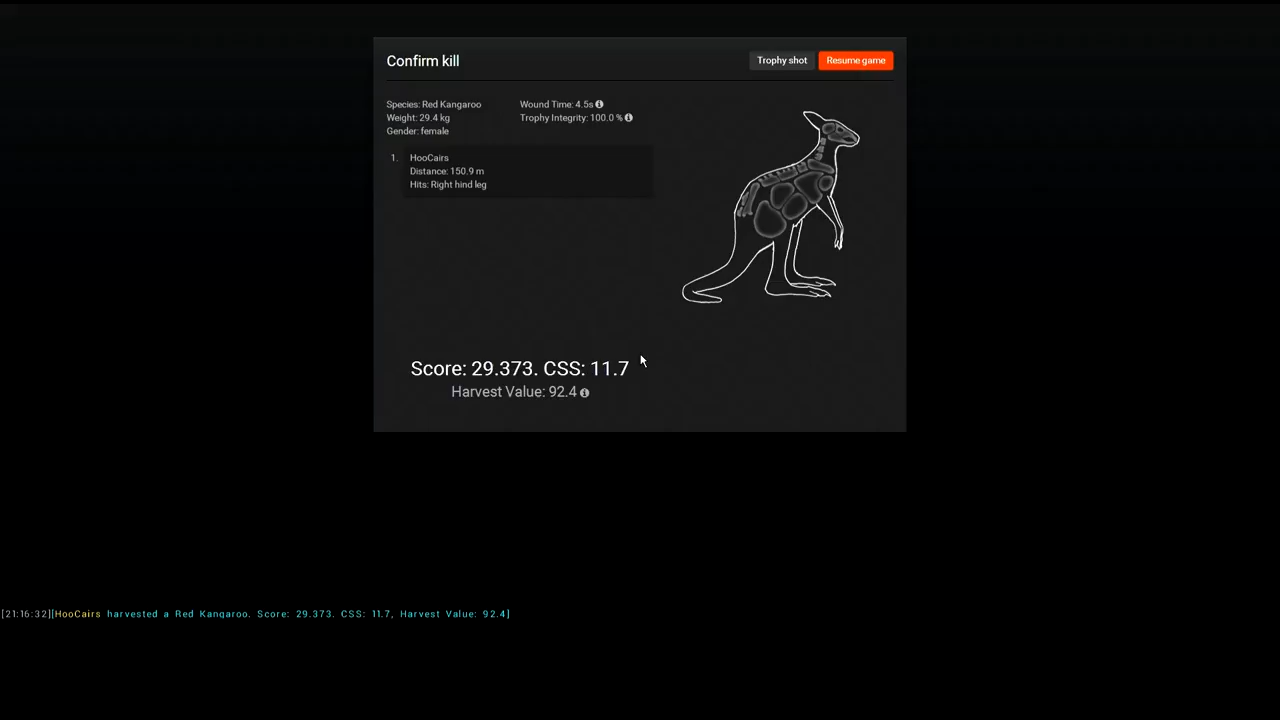 Confirm kill
Trophy shot
Resume game
Species: Red Kangaroo
Weight: 29.4 kg
Gender: female
Wound Time: 4.5s
Trophy Integrity: 100.0 %
1.
HooCairs
Distance: 150.9 m
Hits: Right hind leg
Score: 29.373. CSS: 11.7
Harvest Value: 92.4
[21:16:32][HooCairs harvested a Red Kangaroo. Score: 29.373. CSS: 11.7, Harvest Value: 92.4]